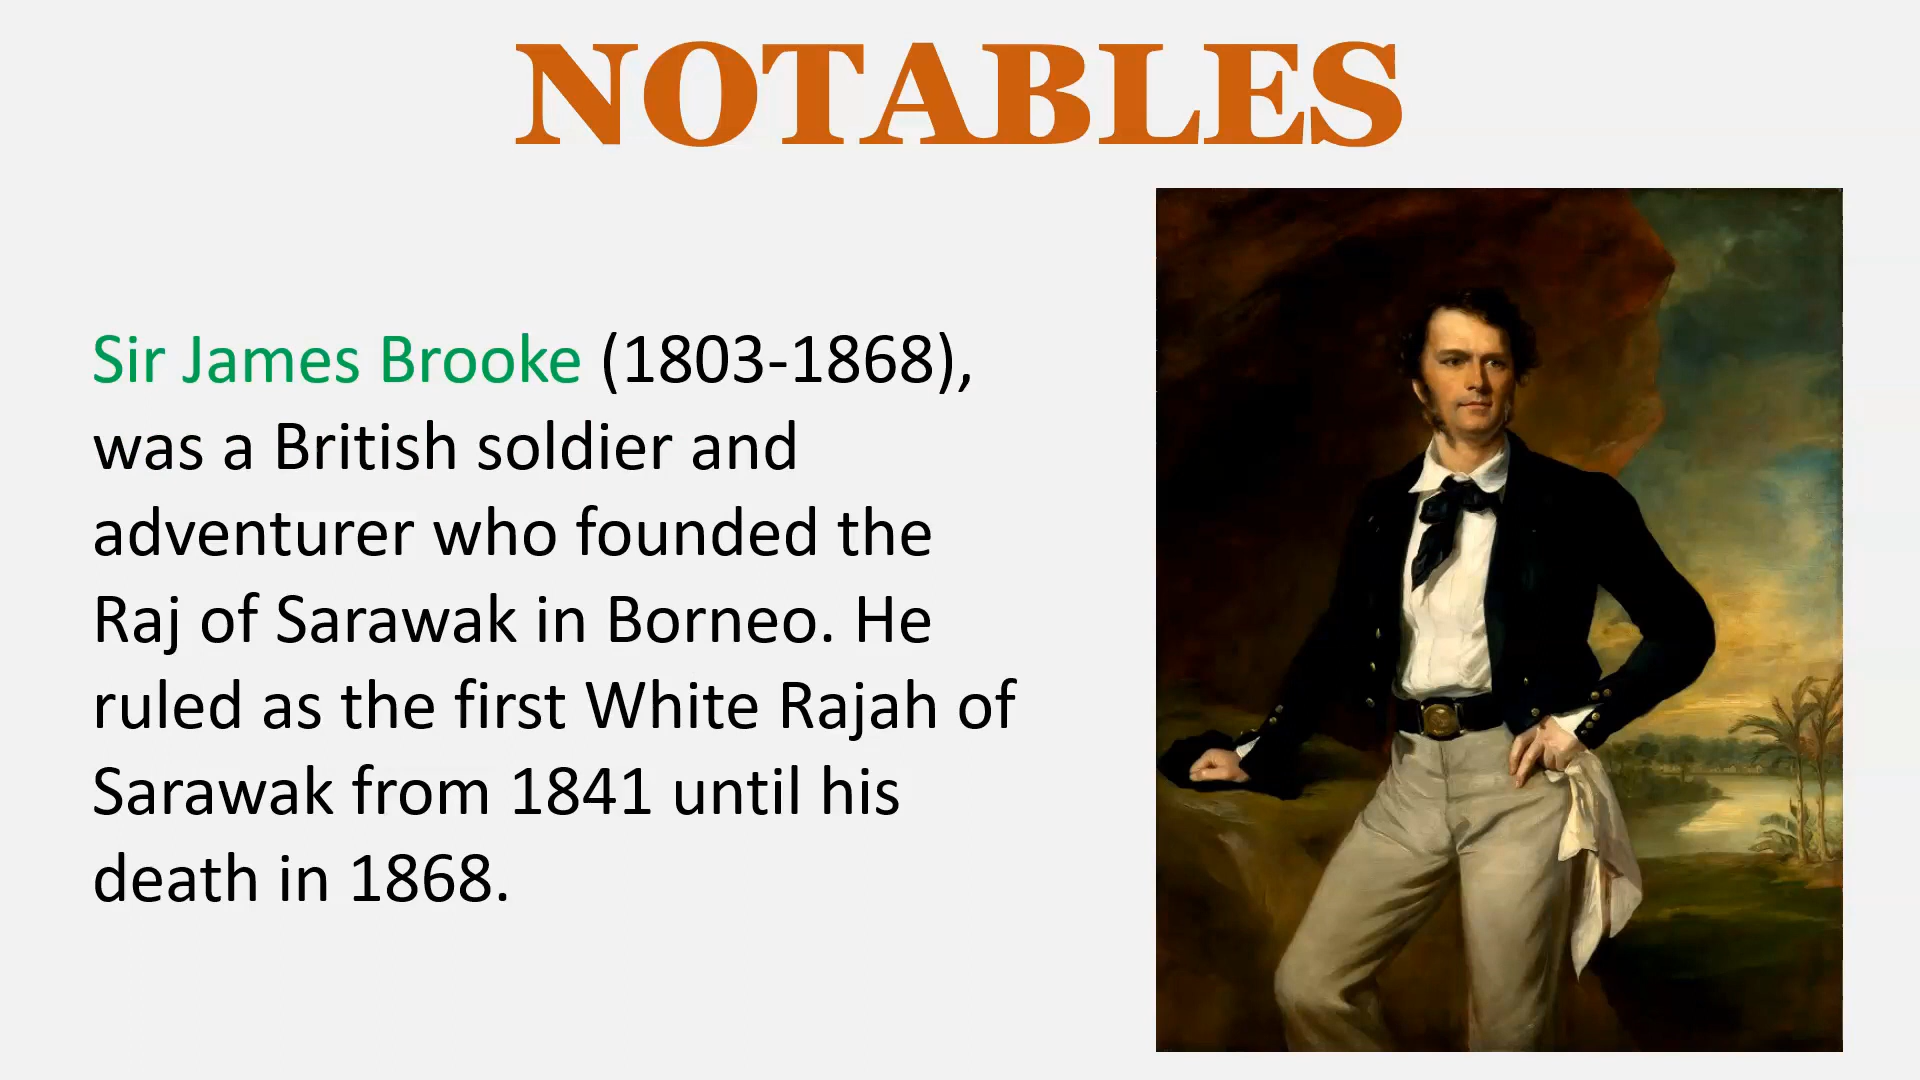 NOTABLES
Sir James Brooke (1803-1868),
was a British soldier and
adventurer who founded the
Raj of Sarawak in Borneo. He
ruled as the first White Rajah of
Sarawak from 1841 until his
death in 1868.